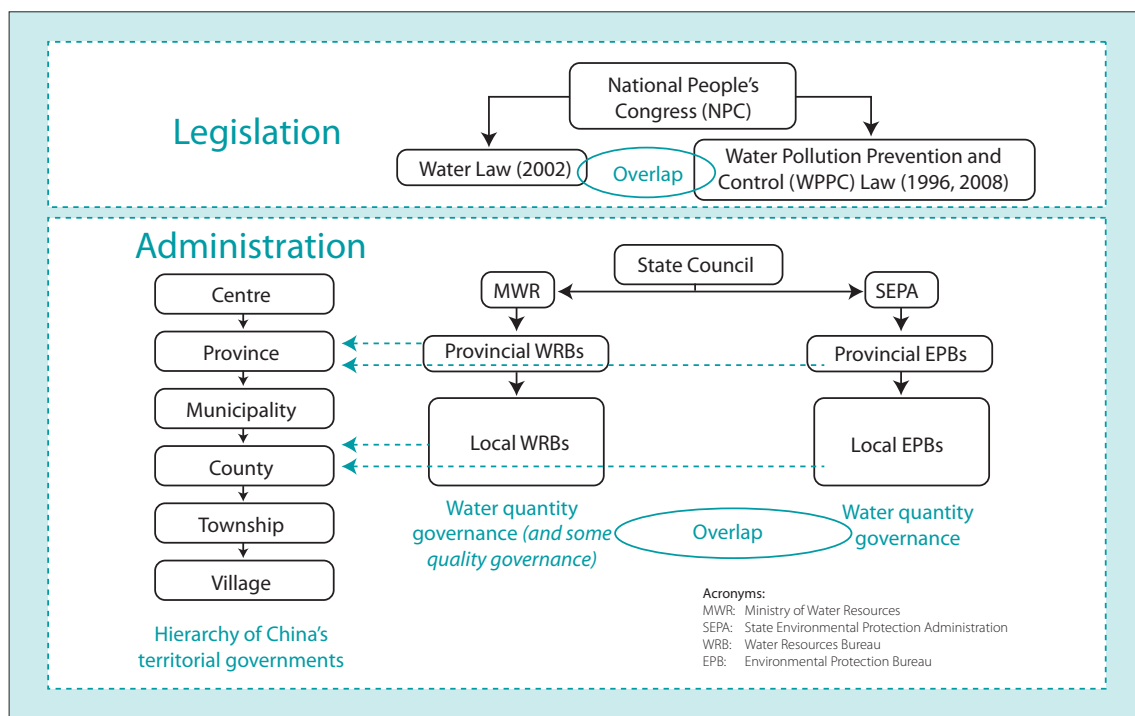 Legislation
National People's
Congress (NPC)
Water Law (2002)
Overlap
Water Pollution Prevention and
Control (WPPC) Law (1996, 2008)
Administration
Centre
Province
Municipality
County
Township
Village
Hierarchy of China's
territorial governments
State Council
MWR
SEPA
Provincial WRBs
Provincial EPBs
Local WRBs
Local EPBs
Water quantity
governance (and some
quality governance)
Overlap
Water quantity
governance
Acronyms:
MWR: Ministry of Water Resources
SEPA: State Environmental Protection Administration
WRB: Water Resources Bureau
EPB: Environmental Protection Bureau